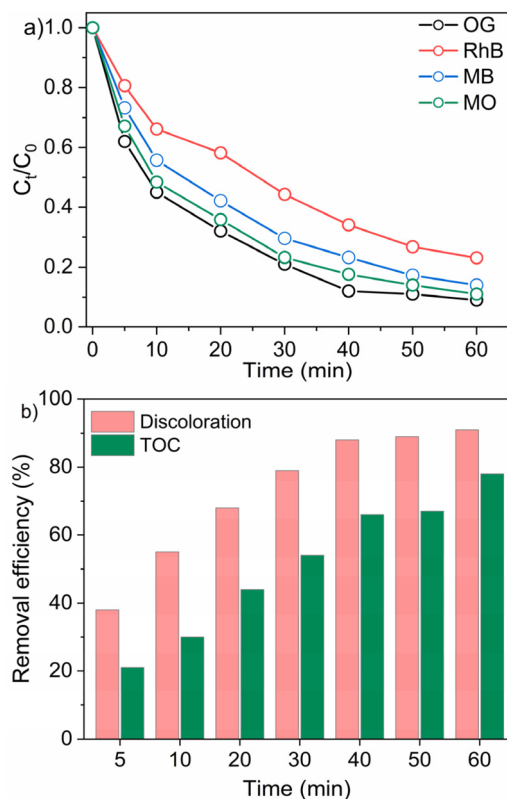 a)
OG
RhB
MB
MO
1.0
0.8
0.6
0.4
0.2
0.0
Ct/C0
0 10 20 30 40 50 60
Time (min)
b)
Discoloration
TOC
100
80
60
40
20
0
Removal efficiency (%)
5 10 20 30 40 50 60
Time (min)